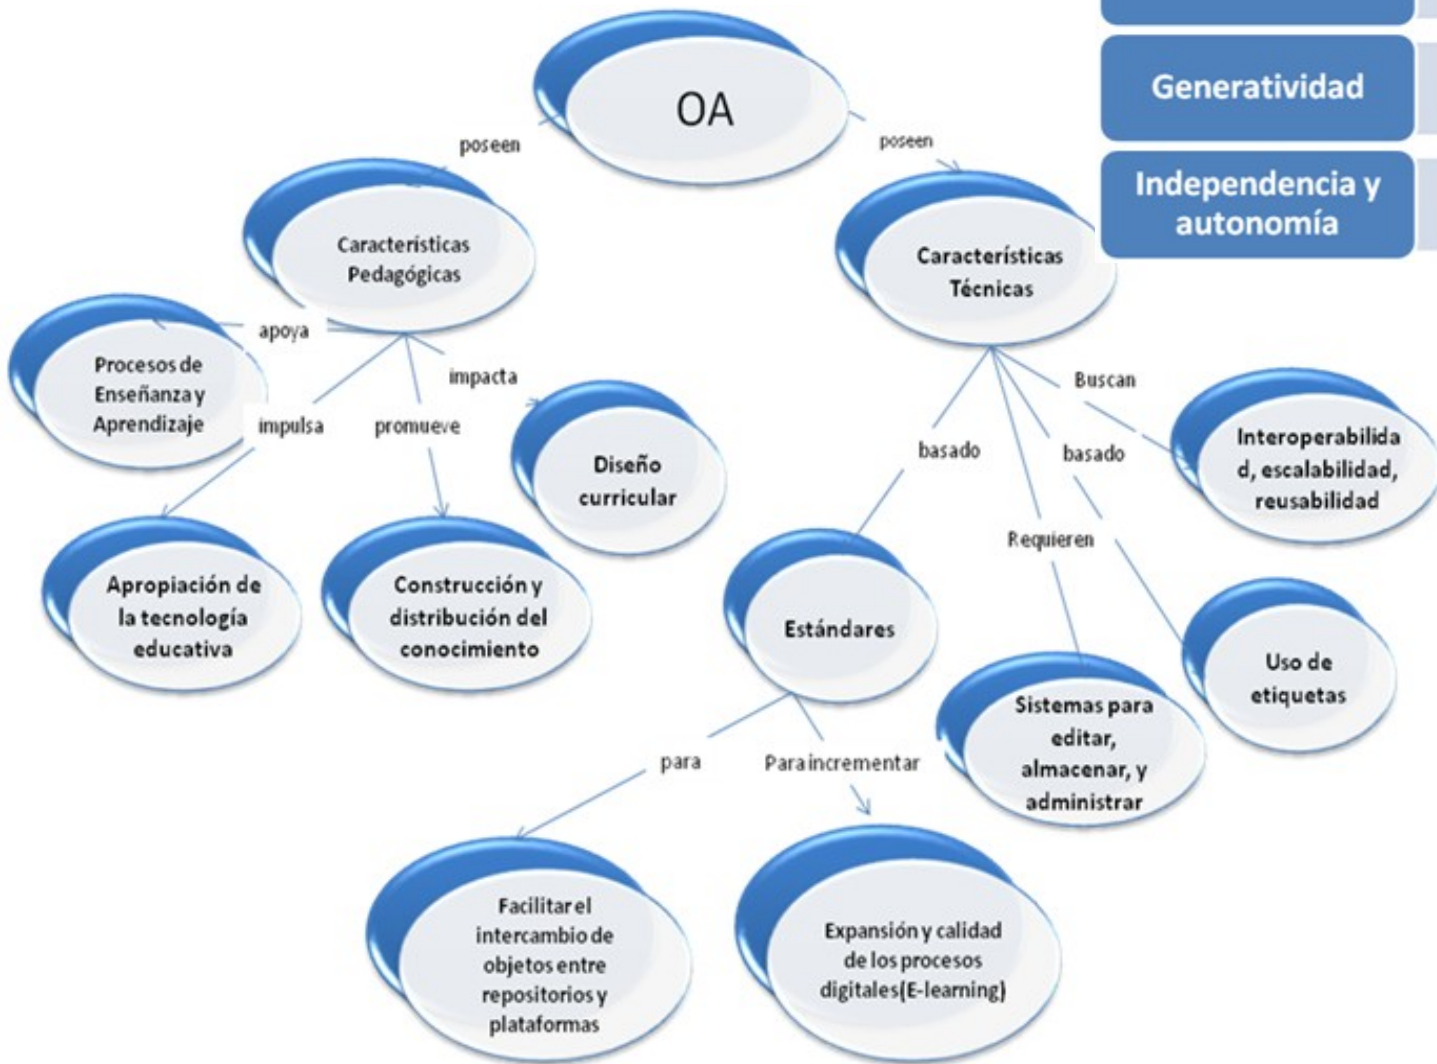 OA
Generatividad
Independencia y
autonomía
poseen
poseen
Características
Pedagógicas
Características
Técnicas
apoya
impacta
impulsa
promueve
Procesos de
Enseñanza y
Aprendizaje
Diseño
curricular
Apropiación de
la tecnología
educativa
Construcción y
distribución del
conocimiento
Buscan
basado
basado
Requieren
Interoperabilida
d, escalabilidad,
reusabilidad
Estándares
Uso de
etiquetas
Sistemas para
editar,
almacenar, y
administrar
para
Para incrementar
Facilitar el
intercambio de
objetos entre
repositorios y
plataformas
Expansión y calidad
de los procesos
digitales(E-learning)